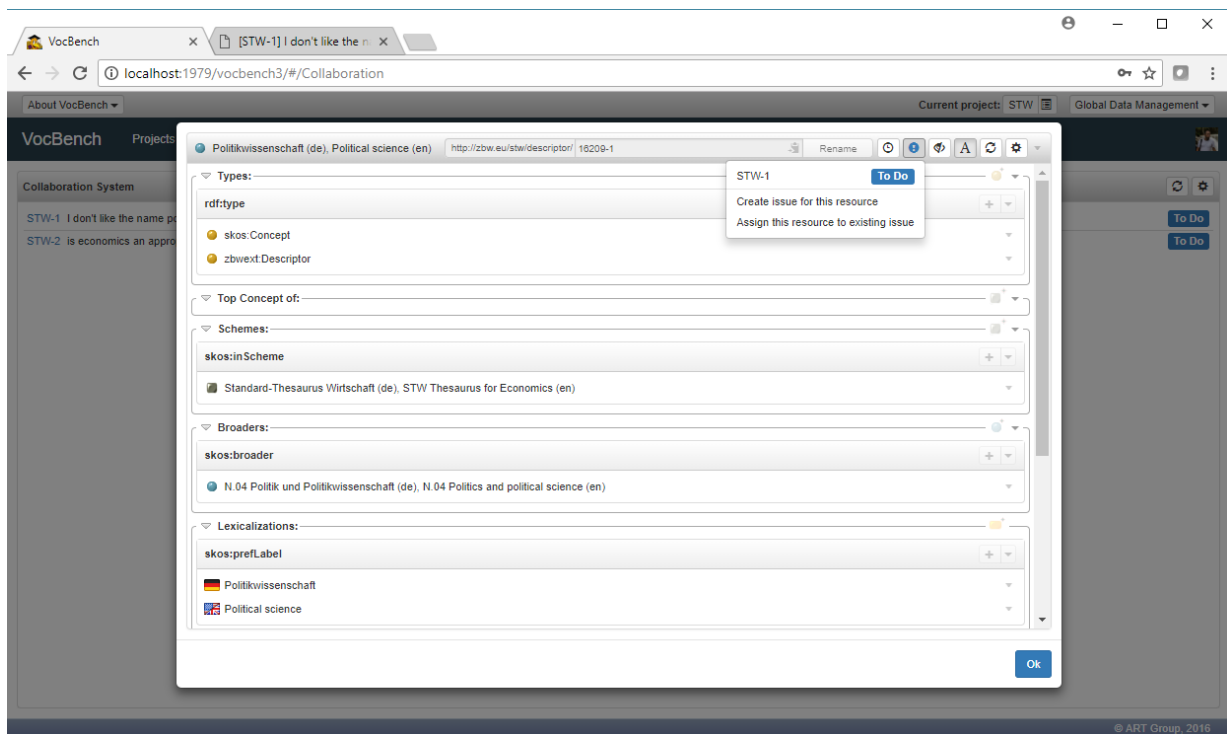 VocBench
[STW-1] I don't like the n
localhost:1979/vocbench3/#/Collaboration
About VocBench
Current project: STW
Global Data Management
VocBench
Projects
Collaboration System
STW-1 I don't like the name po
To Do
STW-2 is economics an appro
To Do
Politikwissenschaft (de), Political science (en)
http://zbw.eu/stw/descriptor/ 16209-1
Rename
A
STW-1 To Do
Create issue for this resource
Assign this resource to existing issue
Types:
rdf:type
skos:Concept
zbwext:Descriptor
Top Concept of:
Schemes:
skos:inScheme
Standard-Thesaurus Wirtschaft (de), STW Thesaurus for Economics (en)
Broaders:
skos:broader
N.04 Politik und Politikwissenschaft (de), N.04 Politics and political science (en)
Lexicalizations:
skos:prefLabel
Politikwissenschaft
Political science
Ok
© ART Group, 2016